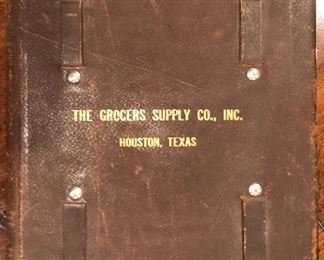 THE GROCERS SUPPLY CO., INC.
HOUSTON, TEXAS